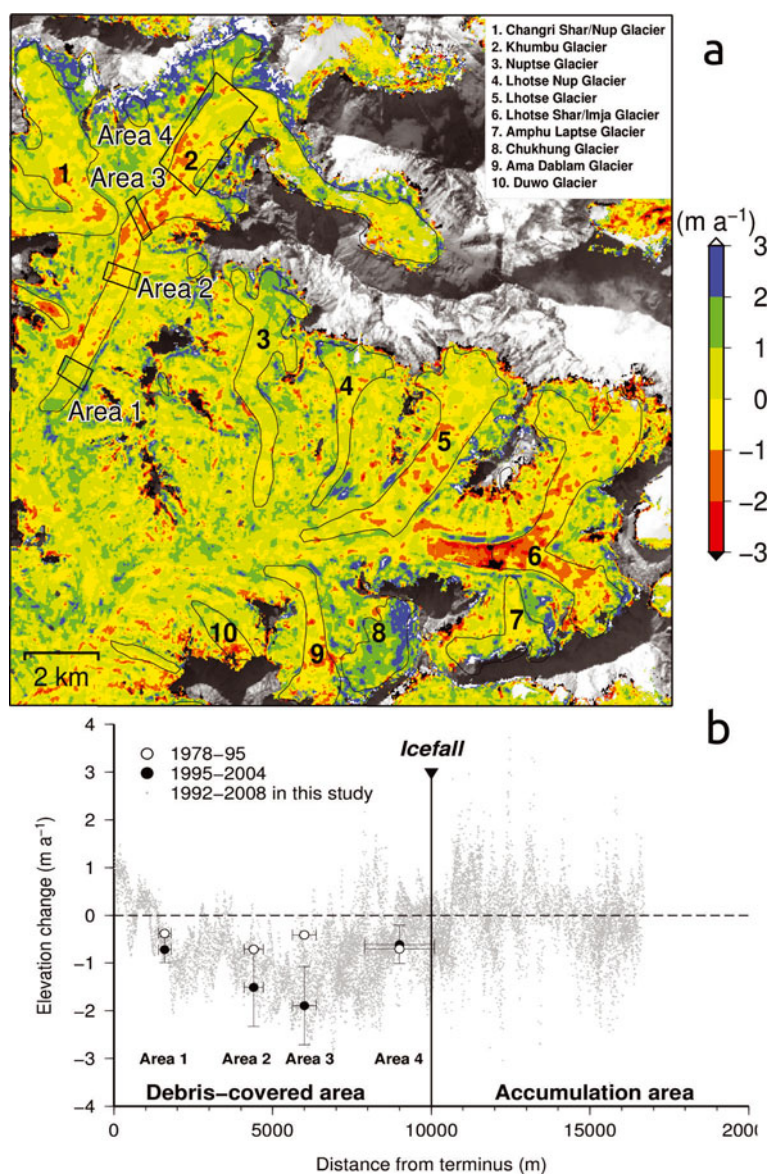 a
1. Changri Shar/Nup Glacier
2. Khumbu Glacier
3. Nuptse Glacier
4. Lhotse Nup Glacier
5. Lhotse Glacier
6. Lhotse Shar/Imja Glacier
7. Amphu Laptse Glacier
8. Chukhung Glacier
9. Ama Dablam Glacier
10. Duwo Glacier
Area 4
1
2
Area 3
(m a⁻¹)
3
2
1
0
−1
−2
−3
Area 2
3
4
Area 1
5
6
7
10
9
8
2 km
b
4
3
2
1
0
−1
−2
−3
−4
Elevation change (m a⁻¹)
1978−95
1995−2004
1992−2008 in this study
Icefall
Area 1
Area 2
Area 3
Area 4
Debris−covered area
Accumulation area
0
5000
10000
15000
2000
Distance from terminus (m)